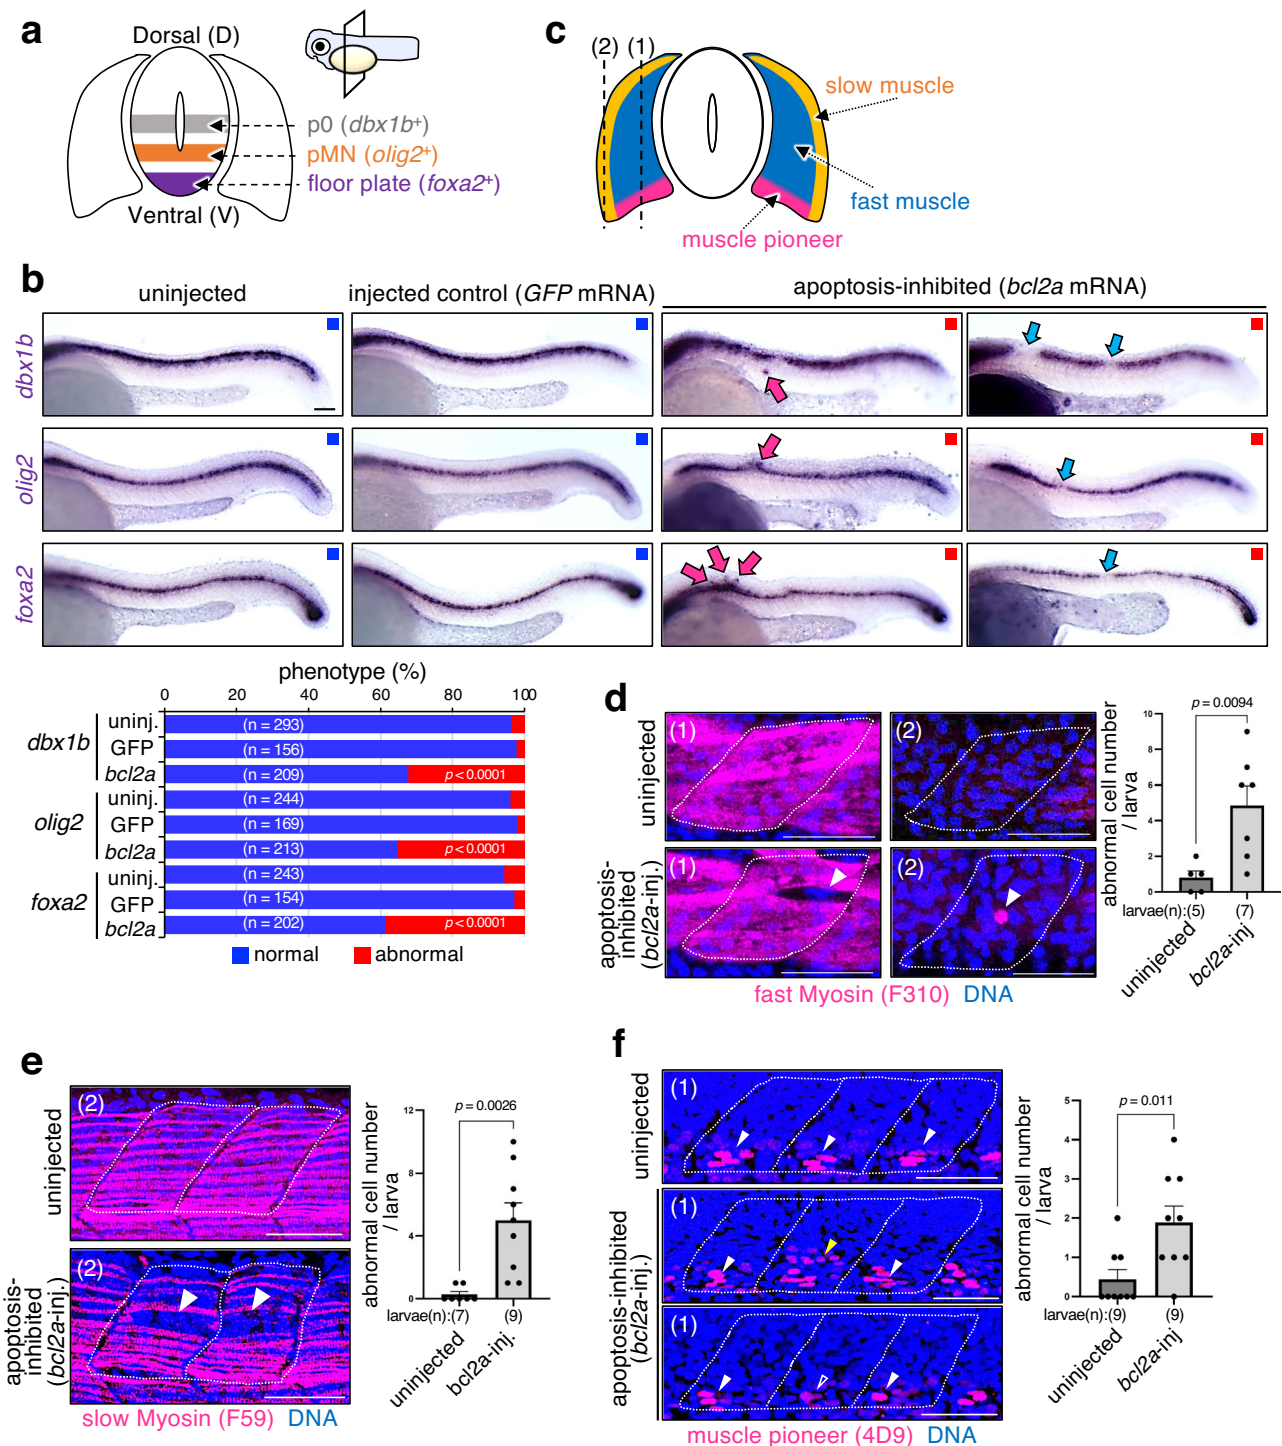 a
Dorsal (D)
p0 (dbx1b+)
pMN (olig2+)
floor plate (foxa2+)
Ventral (V)
c
(2) (1)
slow muscle
fast muscle
muscle pioneer
b
uninjected
injected control (GFP mRNA)
apoptosis-inhibited (bcl2a mRNA)
dbx1b
olig2
foxa2
phenotype (%)
0 20 40 60 80 100
dbx1b
uninj. (n = 293)
GFP (n = 156)
bcl2a (n = 209) p < 0.0001
olig2
uninj. (n = 244)
GFP (n = 169)
bcl2a (n = 213) p < 0.0001
foxa2
uninj. (n = 243)
GFP (n = 154)
bcl2a (n = 202) p < 0.0001
normal abnormal
d
uninjected
(1) (2)
apoptosis-
inhibited
(bcl2a-inj.)
(1) (2)
fast Myosin (F310) DNA
abnormal cell number
/ larva
p = 0.0094
10
8
6
4
2
0
larvae(n):(5) (7)
uninjected
bcl2a-inj
e
uninjected
(2)
apoptosis-
inhibited
(bcl2a-inj.)
(2)
slow Myosin (F59) DNA
abnormal cell number
/ larva
p = 0.0026
12
8
4
0
larvae(n):(7) (9)
uninjected
bcl2a-inj.
f
uninjected
(1)
apoptosis-inhibited
(bcl2a-inj.)
(1)
(1)
muscle pioneer (4D9) DNA
abnormal cell number
/ larva
p = 0.011
5
4
3
2
1
0
larvae(n):(9) (9)
uninjected
bcl2a-inj